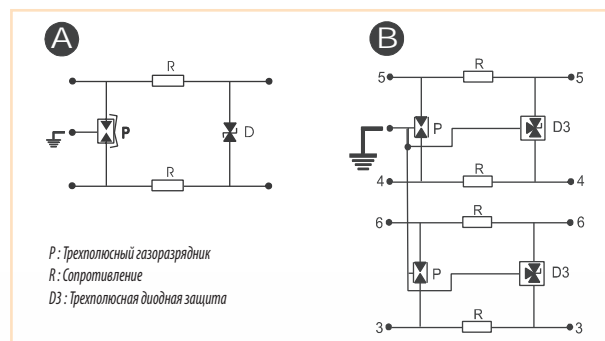 A
R
P
D
R
P : Трехполюсный газоразрядник
R : Сопротивление
D3 : Трехполюсная диодная защита
B
5 R 5
P D3
4 R 4
6 R 6
P D3
3 R 3